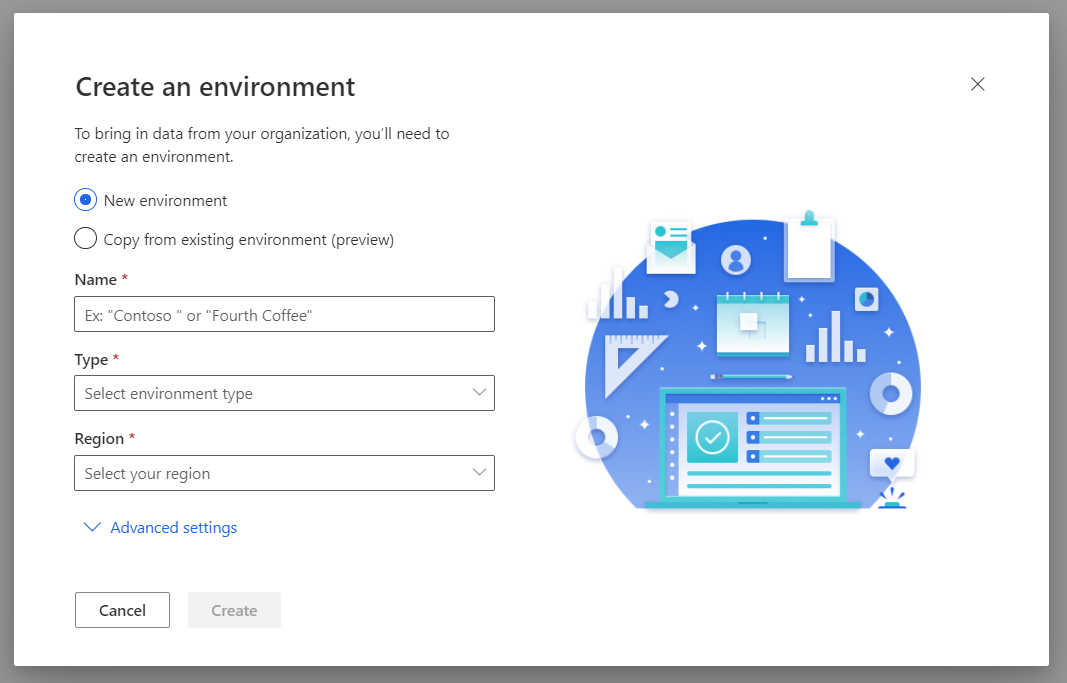 Create an environment
To bring in data from your organization, you’ll need to
create an environment.
New environment
Copy from existing environment (preview)
Name *
Ex: "Contoso " or "Fourth Coffee"
Type *
Select environment type
Region *
Select your region
Advanced settings
Cancel
Create